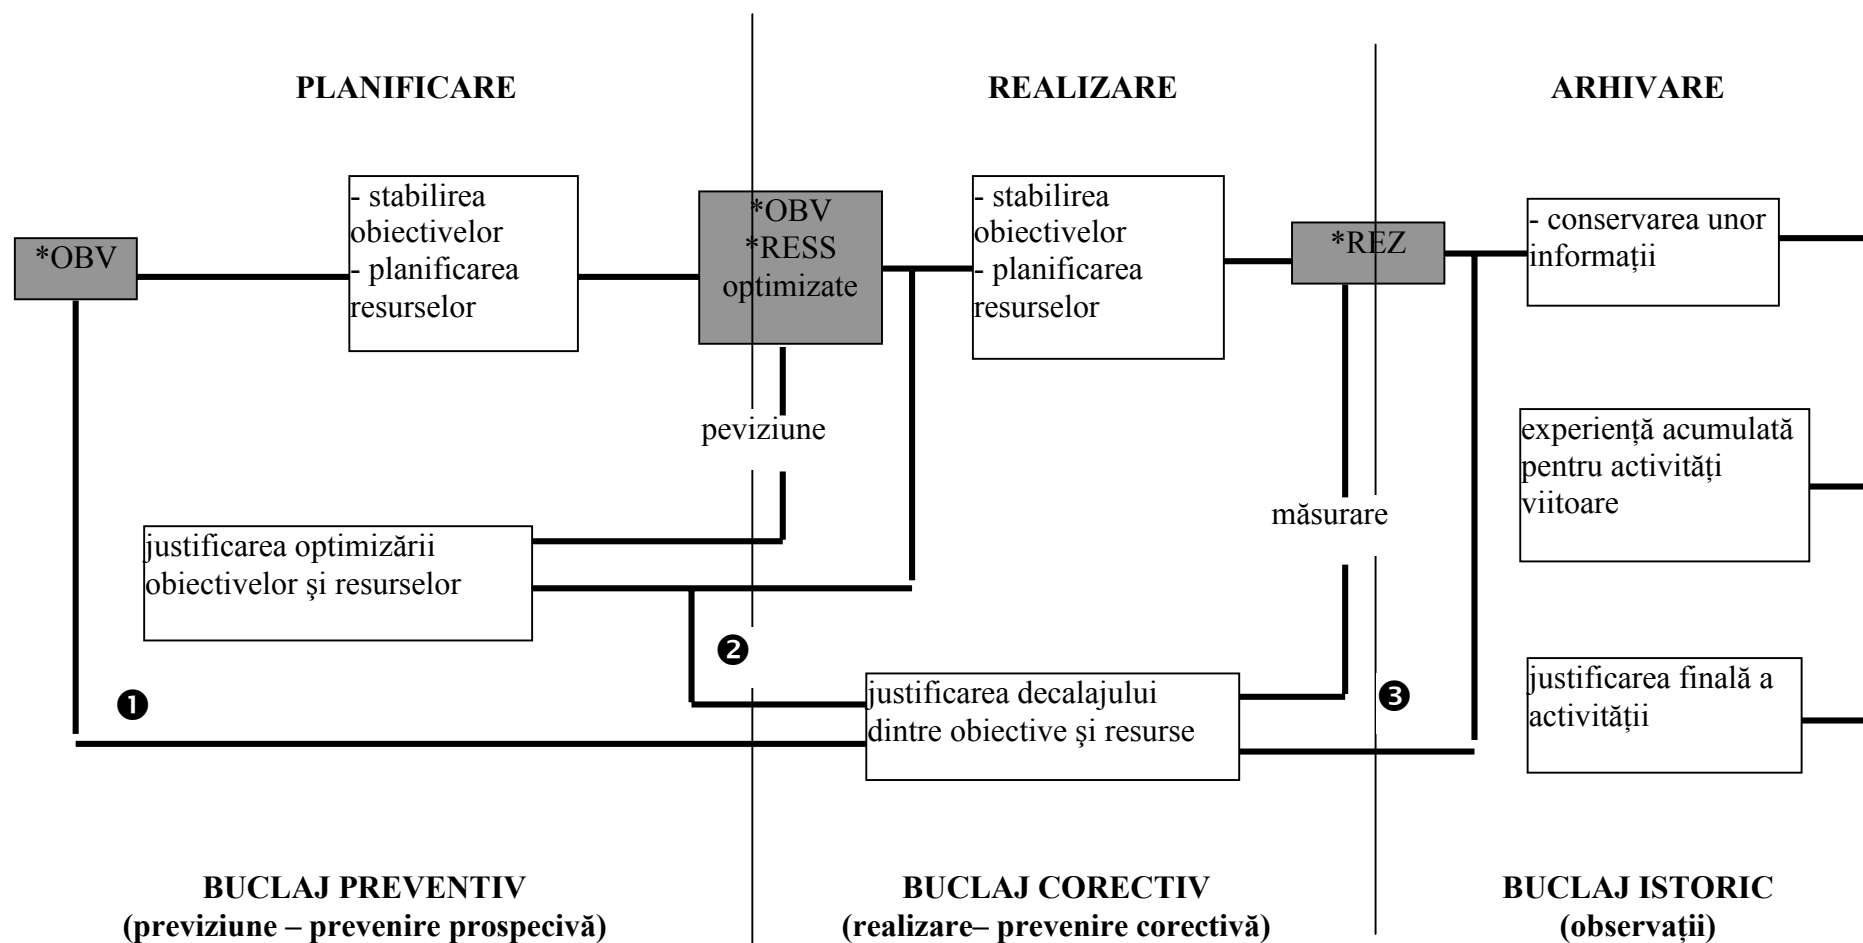 PLANIFICARE
REALIZARE
ARHIVARE
*OBV
- stabilirea
obiectivelor
- planificarea
resurselor
*OBV
*RESS
optimizate
- stabilirea
obiectivelor
- planificarea
resurselor
*REZ
- conservarea unor
informații
peviziune
experiență acumulată
pentru activități
viitoare
măsurare
justificarea optimizării
obiectivelor şi resurselor
❷
justificarea finală a
activității
❶
justificarea decalajului
dintre obiective şi resurse
❸
BUCLAJ PREVENTIV
(previziune – prevenire prospecivă)
BUCLAJ CORECTIV
(realizare– prevenire corectivă)
BUCLAJ ISTORIC
(observații)